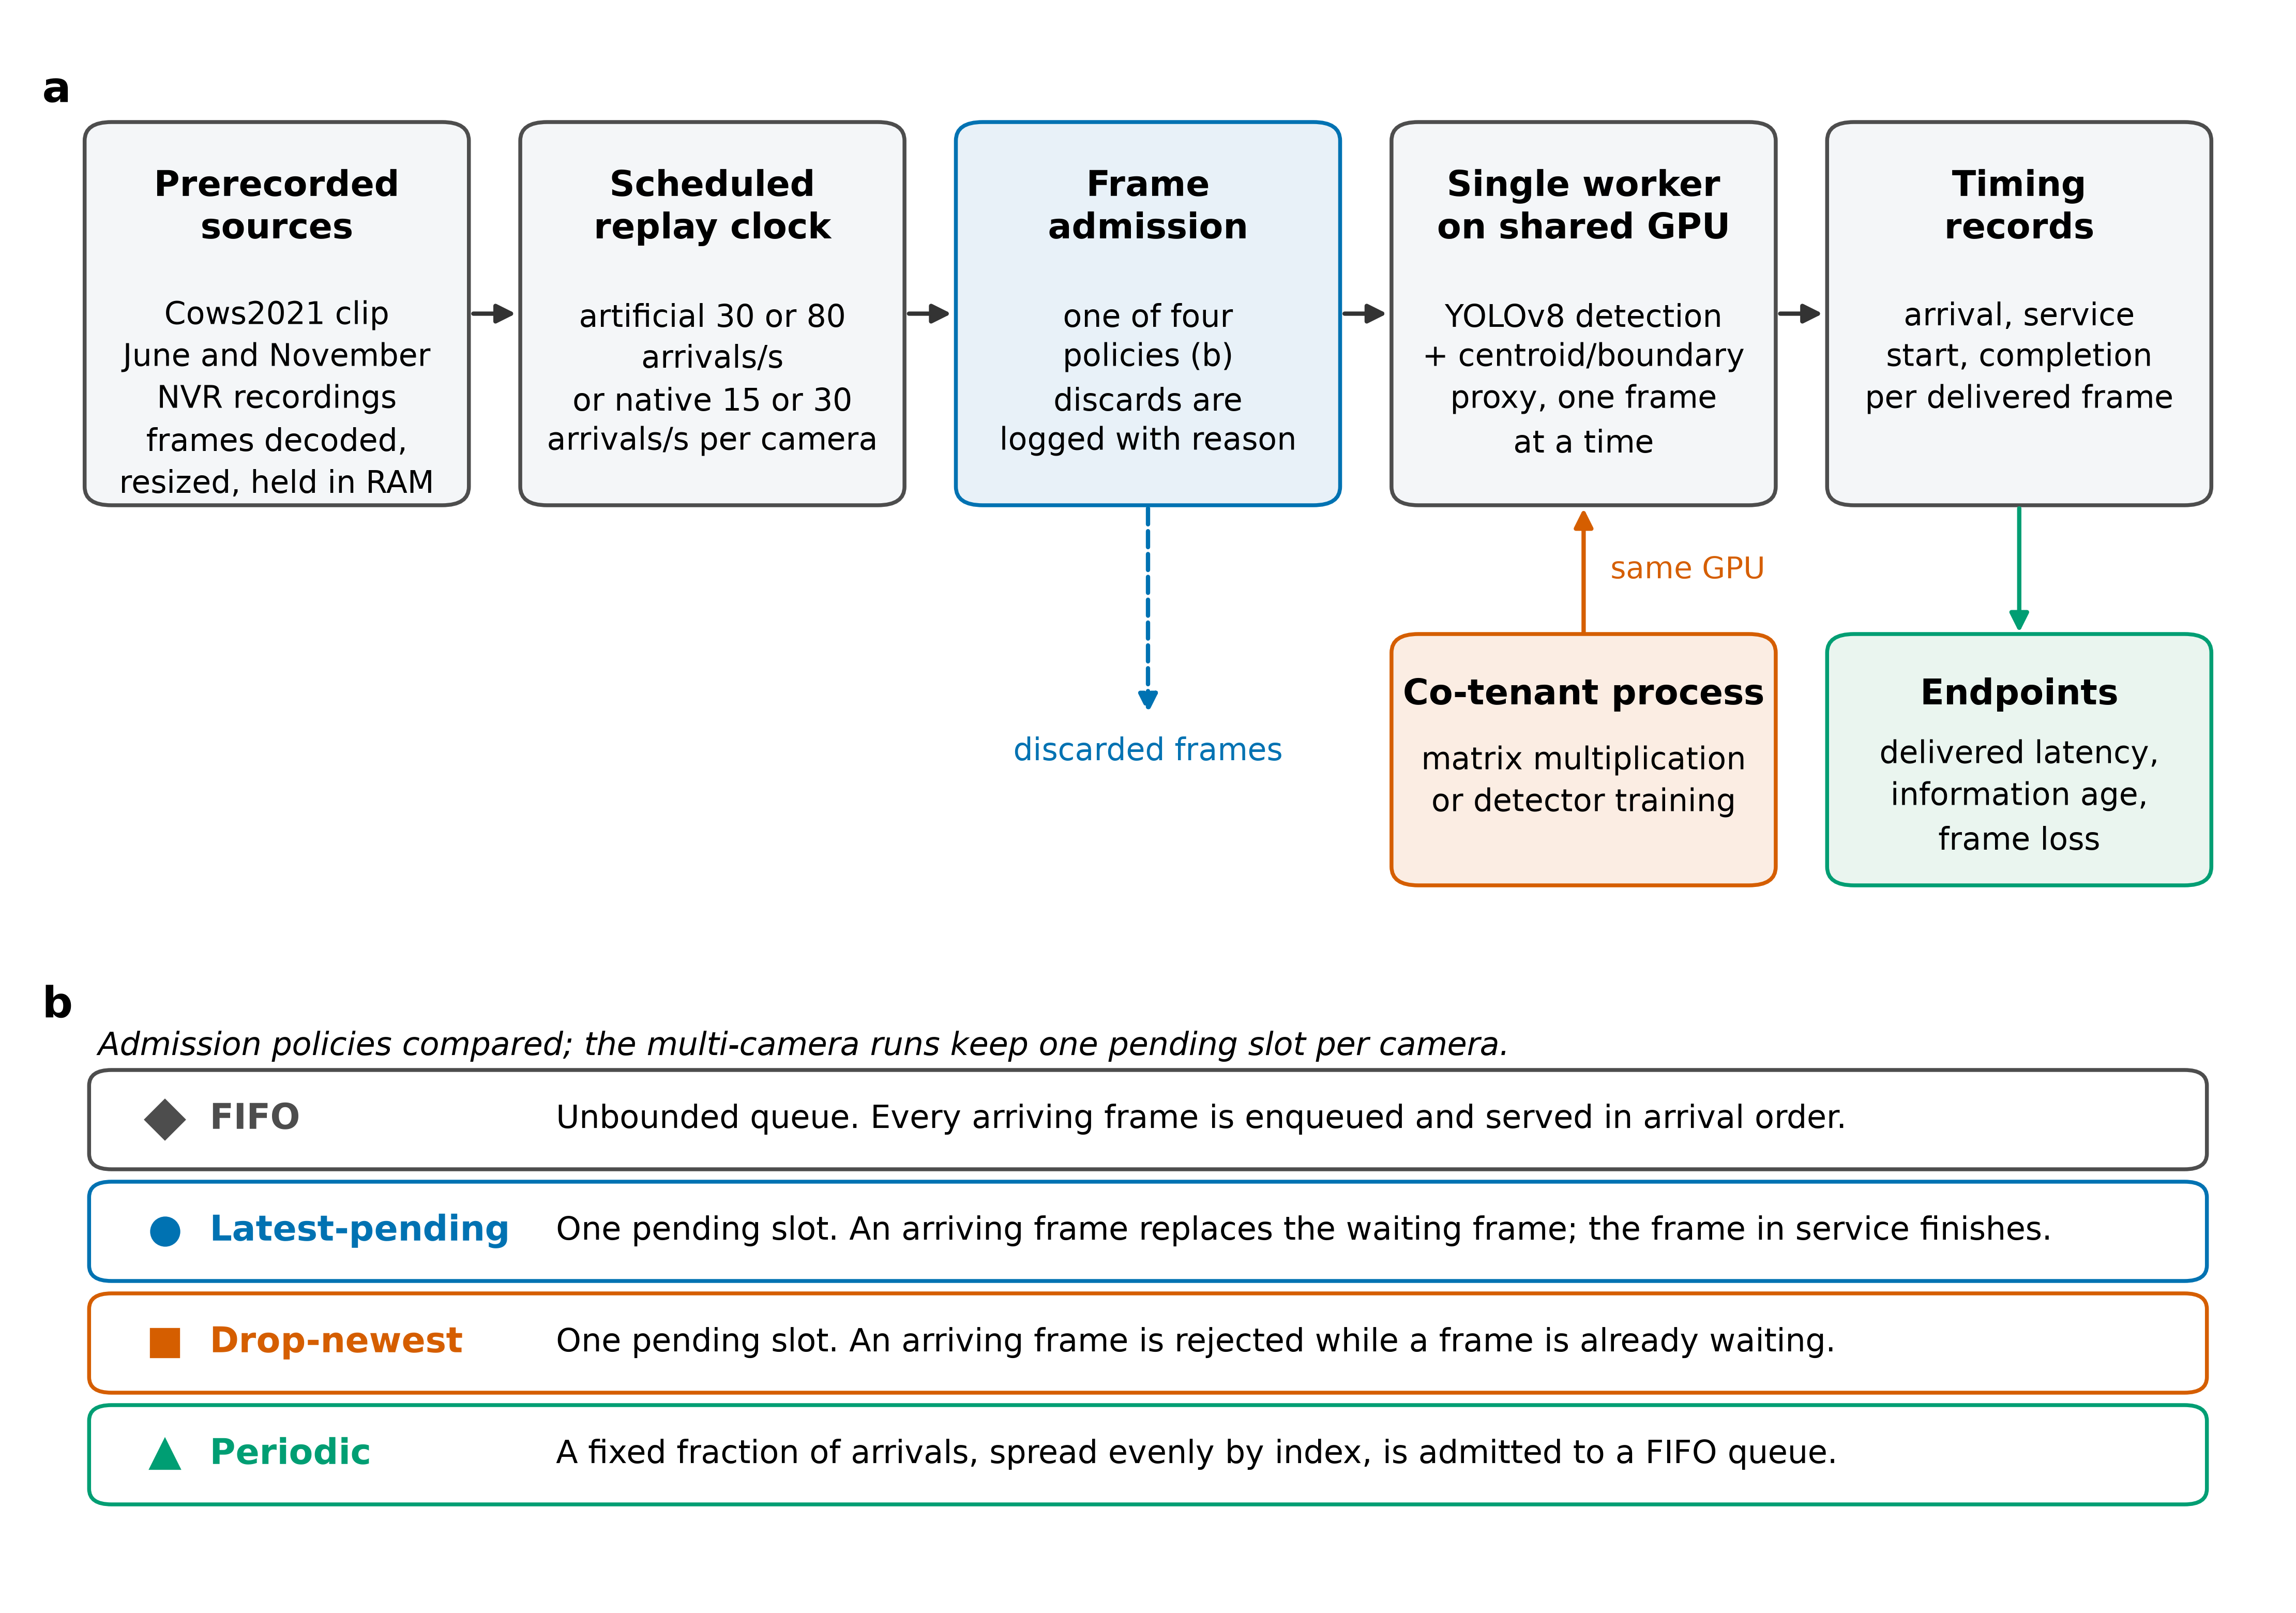 a
Prerecorded
sources
Cows2021 clip
June and November
NVR recordings
frames decoded,
resized, held in RAM
Scheduled
replay clock
artificial 30 or 80
arrivals/s
or native 15 or 30
arrivals/s per camera
Frame
admission
one of four
policies (b)
discards are
logged with reason
Single worker
on shared GPU
YOLOv8 detection
+ centroid/boundary
proxy, one frame
at a time
Timing
records
arrival, service
start, completion
per delivered frame
discarded frames
same GPU
Co-tenant process
matrix multiplication
or detector training
Endpoints
delivered latency,
information age,
frame loss
b
Admission policies compared; the multi-camera runs keep one pending slot per camera.
FIFO Unbounded queue. Every arriving frame is enqueued and served in arrival order.
Latest-pending One pending slot. An arriving frame replaces the waiting frame; the frame in service finishes.
Drop-newest One pending slot. An arriving frame is rejected while a frame is already waiting.
Periodic A fixed fraction of arrivals, spread evenly by index, is admitted to a FIFO queue.